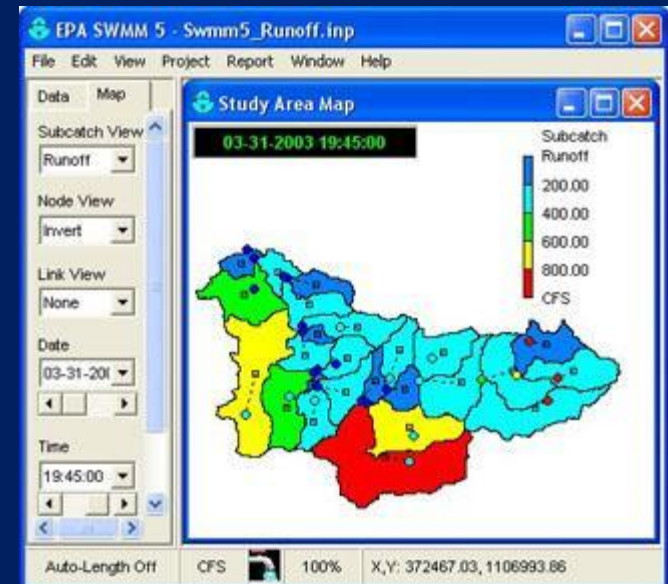 EPA SWMM 5 - Swmm5_Runoff.inp
File Edit View Project Report Window Help
Data Map
Subcatch View
Runoff
Node View
Invert
Link View
None
Date
03-31-200
Time
19:45:00
Study Area Map
03-31-2003 19:45:00
Subcatch
Runoff
200.00
400.00
600.00
800.00
CFS
Auto-Length Off CFS 100% X,Y: 372467.03, 1106993.86